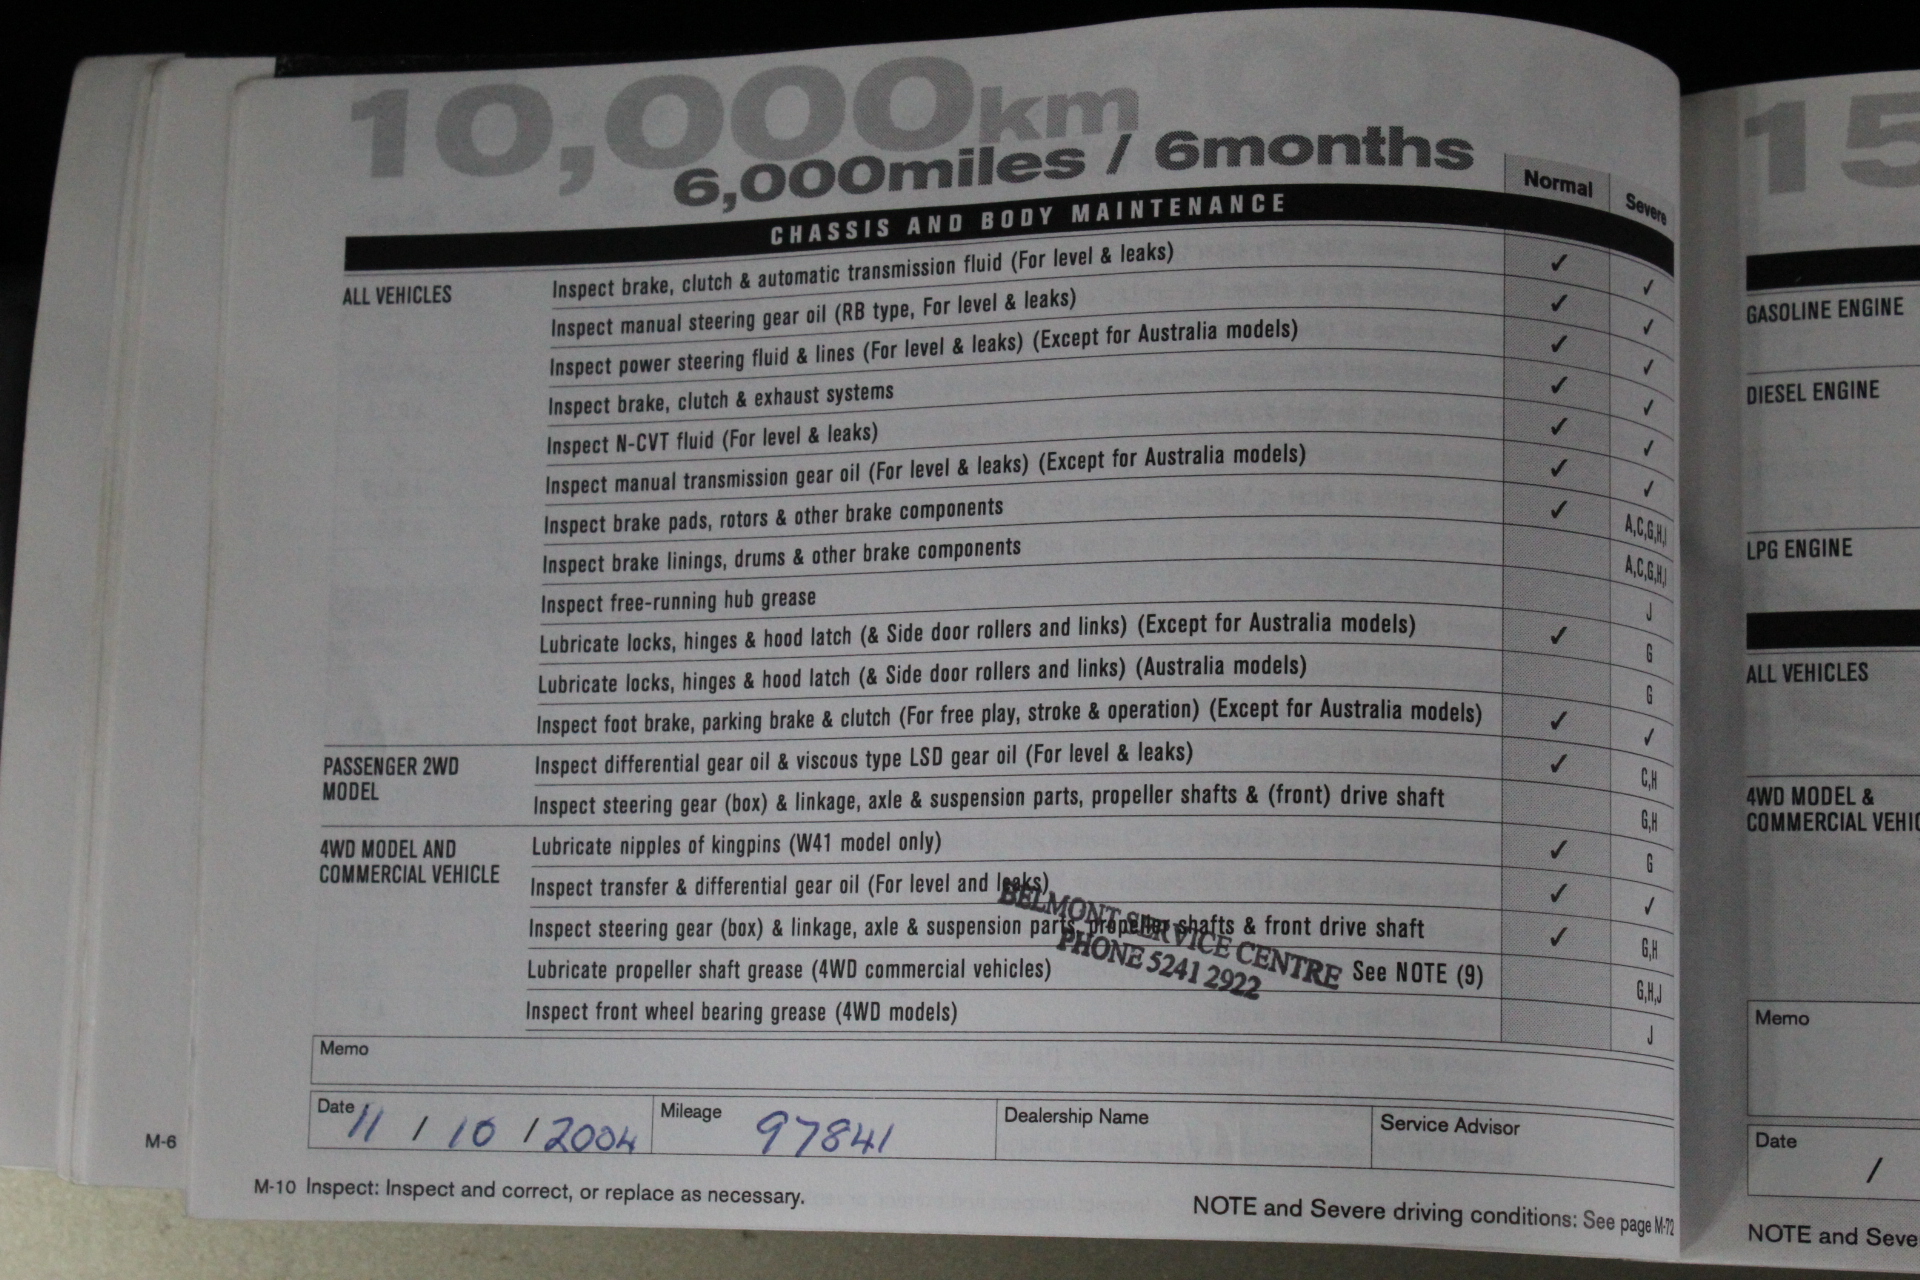 10,000km
6,000miles / 6months
Normal Severe
CHASSIS AND BODY MAINTENANCE
ALL VEHICLES Inspect brake, clutch & automatic transmission fluid (For level & leaks) ✓ ✓
Inspect manual steering gear oil (RB type, For level & leaks) ✓ ✓
Inspect power steering fluid & lines (For level & leaks) (Except for Australia models) ✓ ✓
Inspect brake, clutch & exhaust systems ✓ ✓
Inspect N-CVT fluid (For level & leaks) ✓ ✓
Inspect manual transmission gear oil (For level & leaks) (Except for Australia models) ✓ ✓
Inspect brake pads, rotors & other brake components ✓ A,C,G,H,I
Inspect brake linings, drums & other brake components A,C,G,H,I
Inspect free-running hub grease J
Lubricate locks, hinges & hood latch (& Side door rollers and links) (Except for Australia models) ✓ G
Lubricate locks, hinges & hood latch (& Side door rollers and links) (Australia models) G
Inspect foot brake, parking brake & clutch (For free play, stroke & operation) (Except for Australia models) ✓ ✓
PASSENGER 2WD MODEL Inspect differential gear oil & viscous type LSD gear oil (For level & leaks) ✓ C,H
Inspect steering gear (box) & linkage, axle & suspension parts, propeller shafts & (front) drive shaft G,H
4WD MODEL AND COMMERCIAL VEHICLE Lubricate nipples of kingpins (W41 model only) ✓ G
Inspect transfer & differential gear oil (For level and leaks) ✓ ✓
Inspect steering gear (box) & linkage, axle & suspension parts, propeller shafts & front drive shaft ✓ G,H
Lubricate propeller shaft grease (4WD commercial vehicles) See NOTE (9) G,H,J
Inspect front wheel bearing grease (4WD models) J
BELMONT SERVICE CENTRE
PHONE 5241 2922
Memo
Date 11 / 10 / 2004 Mileage 97841 Dealership Name Service Advisor
M-10 Inspect: Inspect and correct, or replace as necessary.
NOTE and Severe driving conditions: See page M-72
M-6
15
GASOLINE ENGINE
DIESEL ENGINE
LPG ENGINE
ALL VEHICLES
4WD MODEL &
COMMERCIAL
Memo
Date /
NOTE and